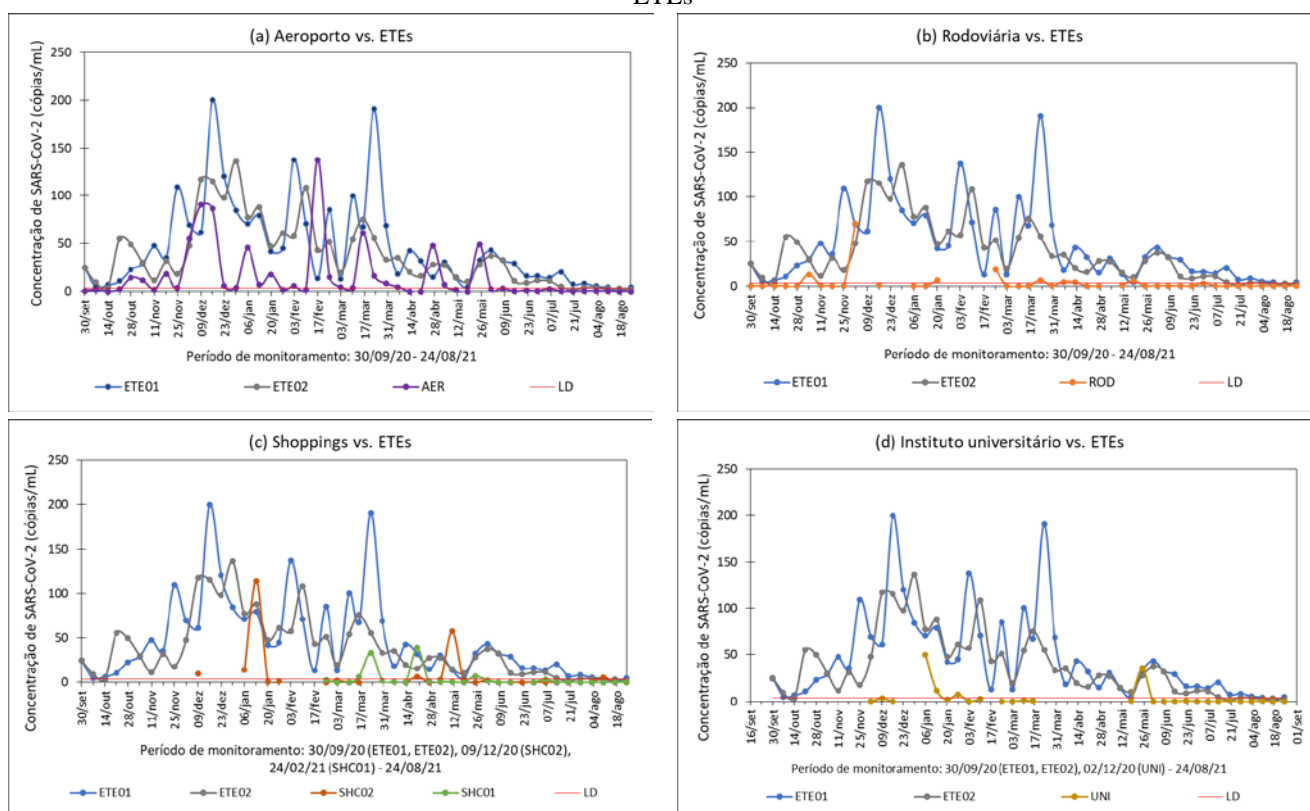 ETEs
(a) Aeroporto vs. ETEs
Concentração de SARS-CoV-2 (cópias/mL)
250
200
150
100
50
0
30/set 14/out 28/out 11/nov 25/nov 09/dez 23/dez 06/jan 20/jan 03/fev 17/fev 03/mar 17/mar 31/mar 14/abr 28/abr 12/mai 26/mai 09/jun 23/jun 07/jul 21/jul 04/ago 18/ago
Período de monitoramento: 30/09/20 - 24/08/21
ETE01 ETE02 AER LD
(b) Rodoviária vs. ETEs
Concentração de SARS-CoV-2 (cópias/mL)
250
200
150
100
50
0
30/set 14/out 28/out 11/nov 25/nov 09/dez 23/dez 06/jan 20/jan 03/fev 17/fev 03/mar 17/mar 31/mar 14/abr 28/abr 12/mai 26/mai 09/jun 23/jun 07/jul 21/jul 04/ago 18/ago
Período de monitoramento: 30/09/20 - 24/08/21
ETE01 ETE02 ROD LD
(c) Shoppings vs. ETEs
Concentração de SARS-CoV-2 (cópias/mL)
250
200
150
100
50
0
30/set 14/out 28/out 11/nov 25/nov 09/dez 23/dez 06/jan 20/jan 03/fev 17/fev 03/mar 17/mar 31/mar 14/abr 28/abr 12/mai 26/mai 09/jun 23/jun 07/jul 21/jul 04/ago 18/ago
Período de monitoramento: 30/09/20 (ETE01, ETE02), 09/12/20 (SHC02),
24/02/21 (SHC01) - 24/08/21
ETE01 ETE02 SHC02 SHC01 LD
(d) Instituto universitário vs. ETEs
Concentração de SARS-CoV-2 (cópias/mL)
250
200
150
100
50
0
16/set 30/set 14/out 28/out 11/nov 25/nov 09/dez 23/dez 06/jan 20/jan 03/fev 17/fev 03/mar 17/mar 31/mar 14/abr 28/abr 12/mai 26/mai 09/jun 23/jun 07/jul 21/jul 04/ago 18/ago 01/set
Período de monitoramento: 30/09/20 (ETE01, ETE02), 02/12/20 (UNI) - 24/08/21
ETE01 ETE02 UNI LD